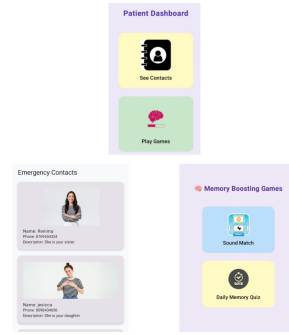 Patient Dashboard
See Contacts
Play Games
Emergency Contacts
Name: Reema
Description: She is your sister
Name: jessica
Description: She is your daughter
Memory Boosting Games
Sound Match
Daily Memory Quiz